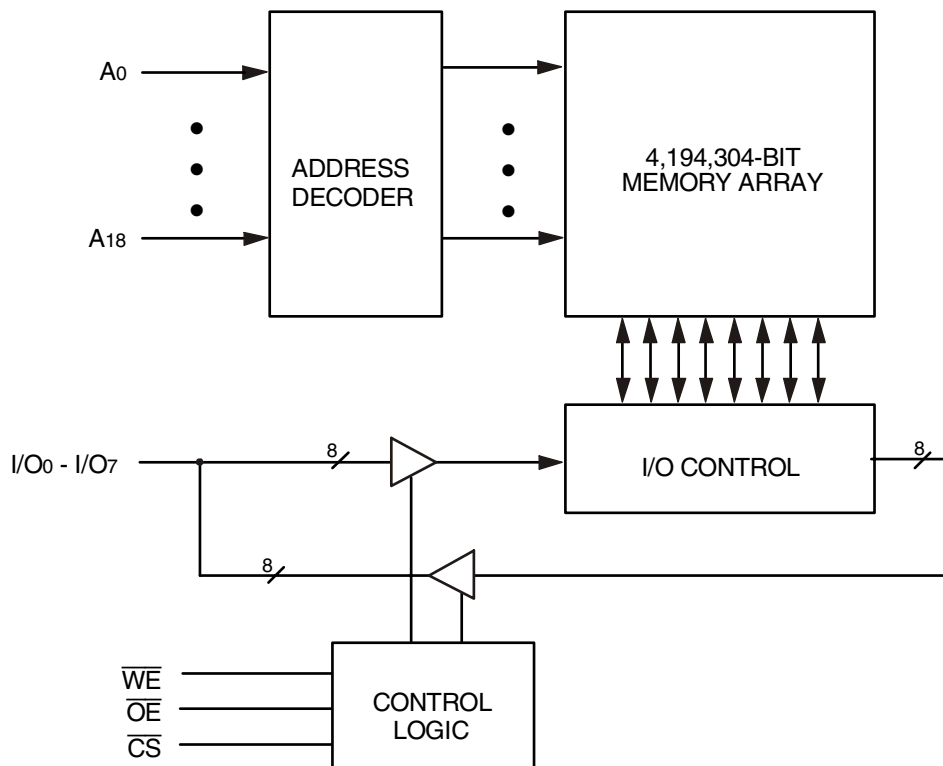 A0
A18
ADDRESS
DECODER
4,194,304-BIT
MEMORY ARRAY
I/O0 - I/O7
8
I/O CONTROL
8
8
WE
OE
CS
CONTROL
LOGIC